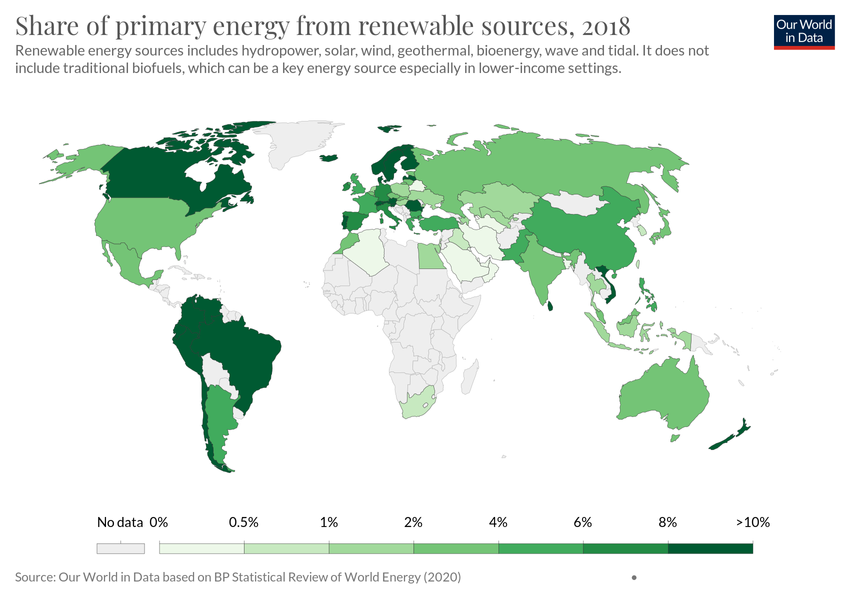 Share of primary energy from renewable sources, 2018
Our World
in Data
Renewable energy sources includes hydropower, solar, wind, geothermal, bioenergy, wave and tidal. It does not
include traditional biofuels, which can be a key energy source especially in lower-income settings.
No data 0% 0.5% 1% 2% 4% 6% 8% >10%
Source: Our World in Data based on BP Statistical Review of World Energy (2020) •